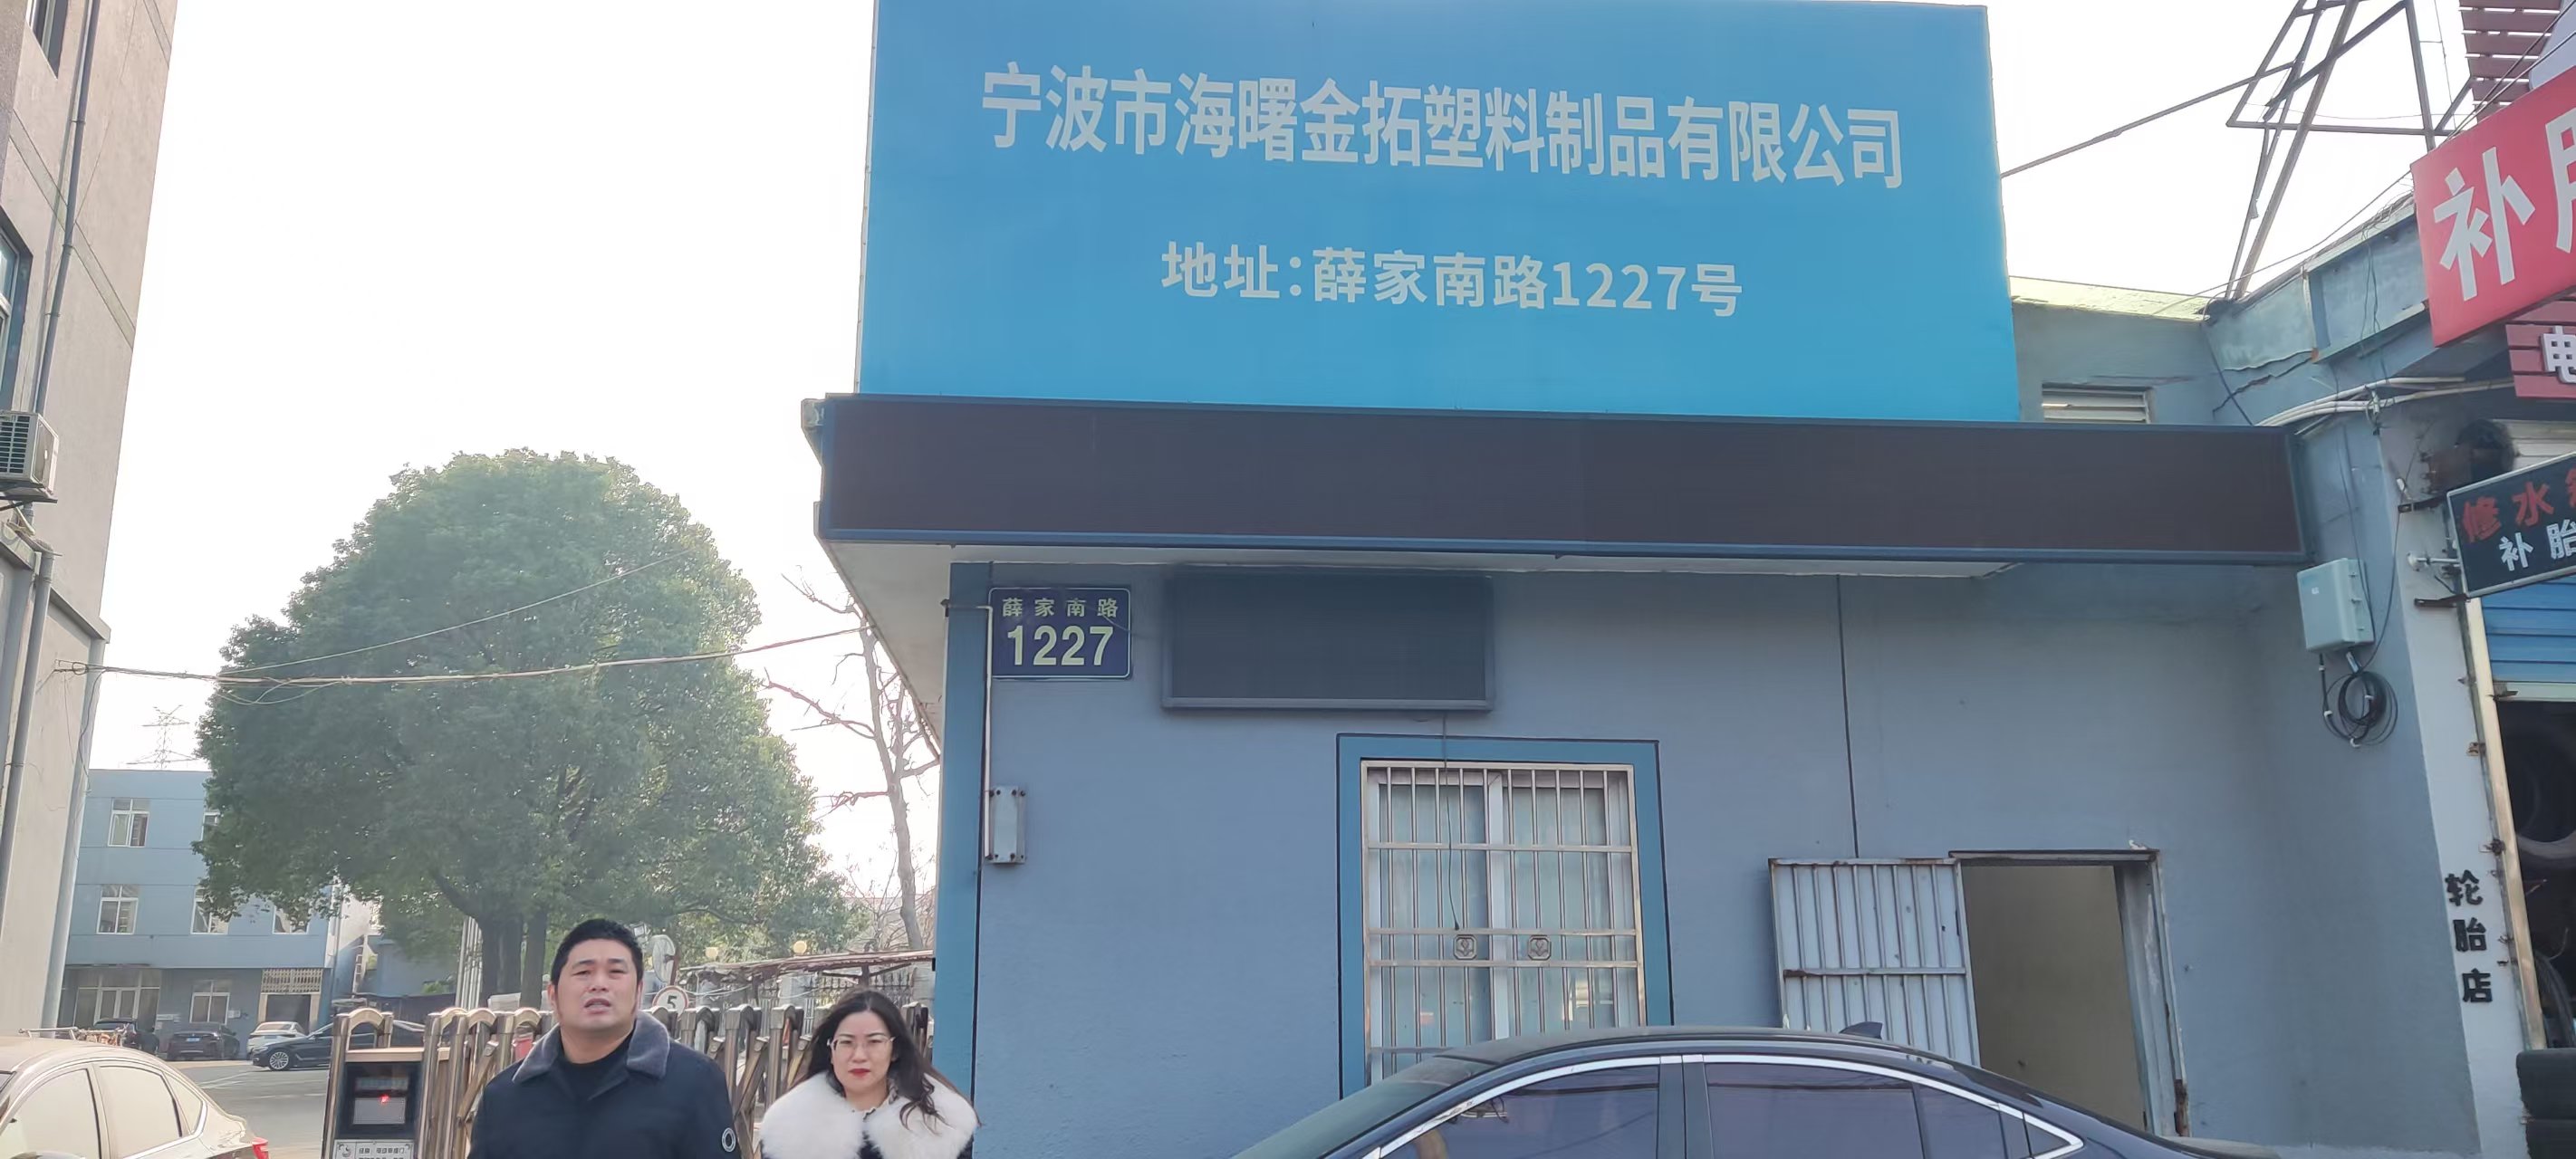 宁波市海曙金拓塑料制品有限公司
地址:薛家南路1227号
薛家南路
1227
补
电
修水
补胎
轮胎店
5